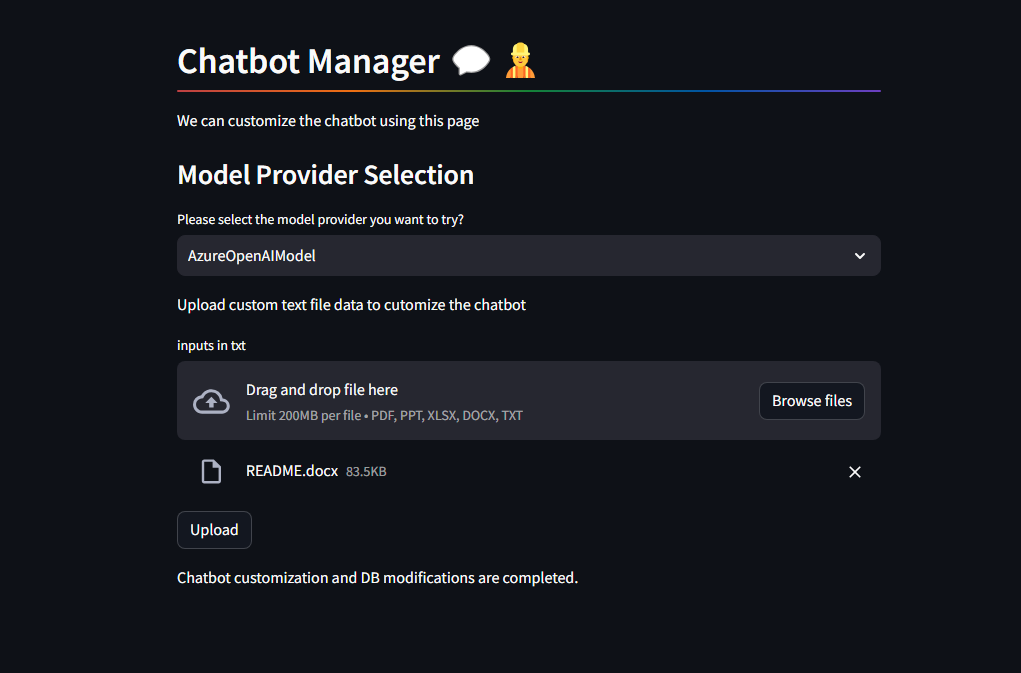 Chatbot Manager 💬 👷
We can customize the chatbot using this page
Model Provider Selection
Please select the model provider you want to try?
AzureOpenAIModel
Upload custom text file data to cutomize the chatbot
inputs in txt
Drag and drop file here
Limit 200MB per file • PDF, PPT, XLSX, DOCX, TXT
Browse files
README.docx 83.5KB
Upload
Chatbot customization and DB modifications are completed.